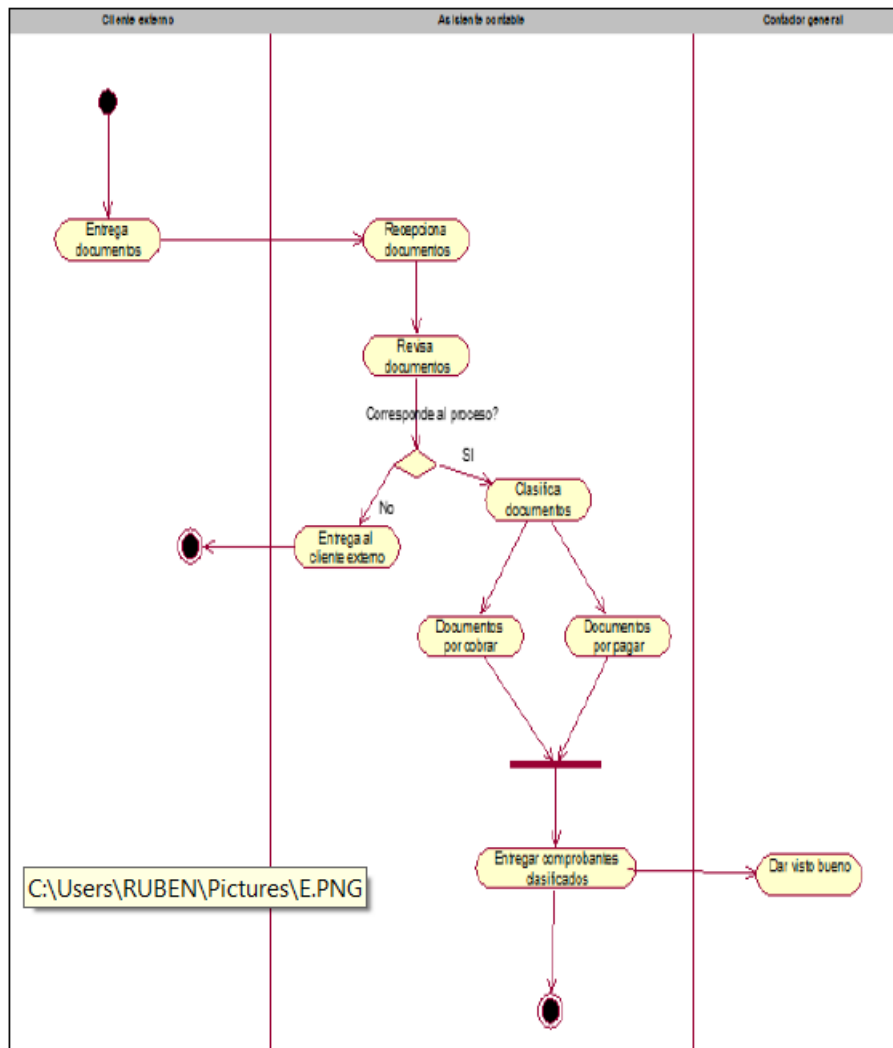 Cliente externo
Asistente contable
Contador general
Entrega
documentos
Recepciona
documentos
Revisa
documentos
Corresponde al proceso?
SI
No
Clasifica
documentos
Entrega al
cliente externo
Documentos
por cobrar
Documentos
por pagar
Entregar comprobantes
clasificados
Dar visto bueno
C:\Users\RUBEN\Pictures\E.PNG